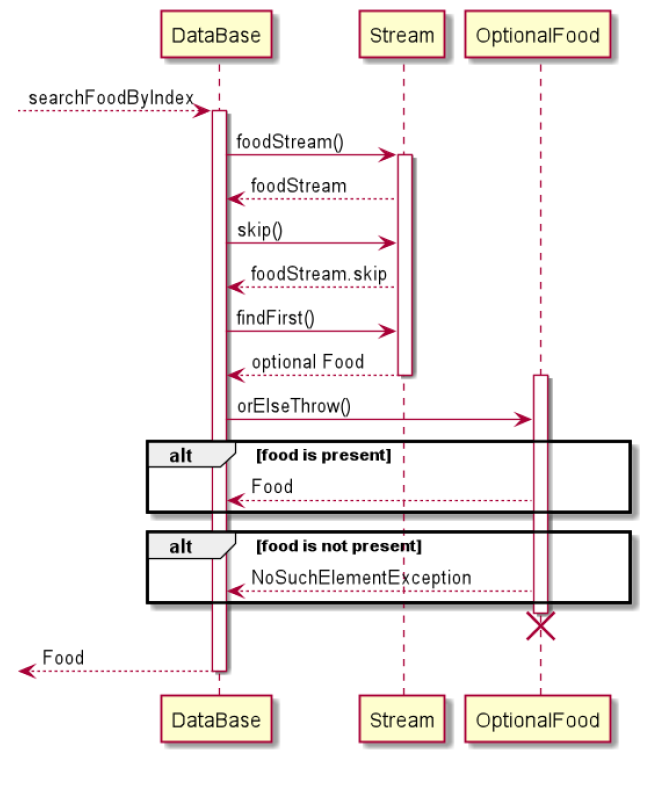 DataBase
Stream
OptionalFood
searchFoodByIndex
foodStream()
foodStream
skip()
foodStream.skip
findFirst()
optional Food
orElseThrow()
alt
[food is present]
Food
alt
[food is not present]
NoSuchElementException
Food
DataBase
Stream
OptionalFood